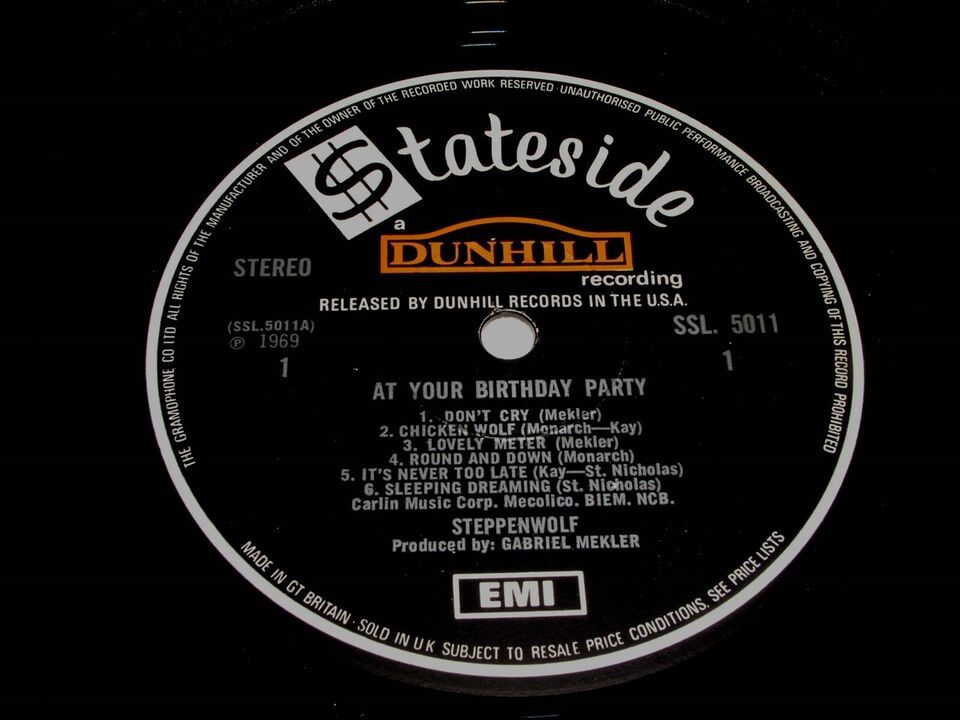 THE GRAMOPHONE CO LTD ALL RIGHTS OF THE MANUFACTURER AND OF THE OWNER OF THE RECORDED WORK RESERVED · UNAUTHORISED PUBLIC PERFORMANCE BROADCASTING AND COPYING OF THIS RECORD PROHIBITED
$tateside
a
DUNHILL
recording
STEREO
RELEASED BY DUNHILL RECORDS IN THE U.S.A.
(SSL.5011A)
SSL. 5011
℗ 1969
1
1
AT YOUR BIRTHDAY PARTY
1. DON'T CRY (Mekler)
2. CHICKEN WOLF (Monarch—Kay)
3. LOVELY METER (Mekler)
4. ROUND AND DOWN (Monarch)
5. IT'S NEVER TOO LATE (Kay—St. Nicholas)
6. SLEEPING DREAMING (St. Nicholas)
Carlin Music Corp. Mecolico. BIEM. NCB.
STEPPENWOLF
Produced by: GABRIEL MEKLER
EMI
MADE IN GT BRITAIN · SOLD IN U K SUBJECT TO RESALE PRICE CONDITIONS. SEE PRICE LISTS